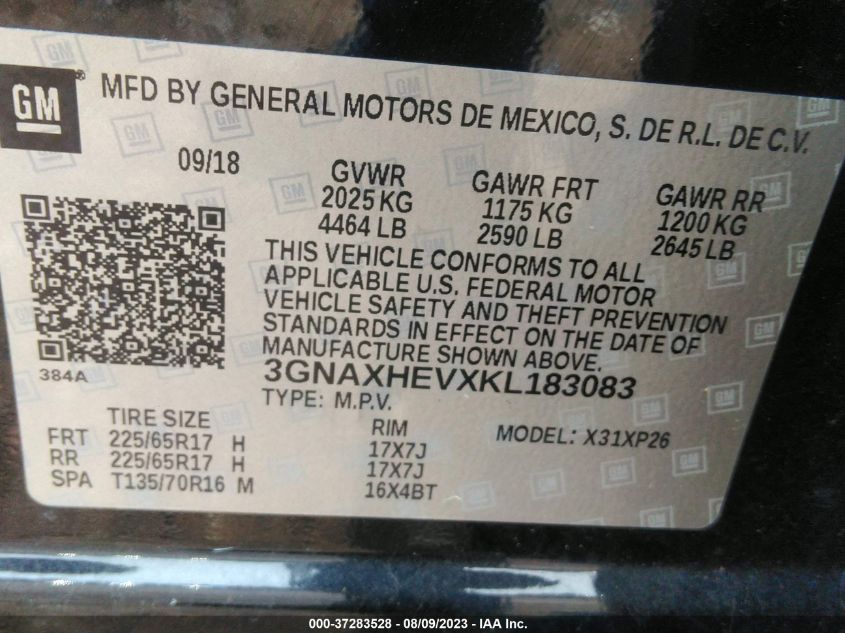 GM ® MFD BY GENERAL MOTORS DE MEXICO, S. DE R.L. DE C.V.
09/18
GVWR GAWR FRT GAWR RR
2025 KG 1175 KG 1200 KG
4464 LB 2590 LB 2645 LB
THIS VEHICLE CONFORMS TO ALL
APPLICABLE U.S. FEDERAL MOTOR
VEHICLE SAFETY AND THEFT PREVENTION
STANDARDS IN EFFECT ON THE DATE OF
MANUFACTURE SHOWN ABOVE.
384A
3GNAXHEVXKL183083
TYPE: M.P.V.
TIRE SIZE RIM MODEL: X31XP26
FRT 225/65R17 H 17X7J
RR 225/65R17 H 17X7J
SPA T135/70R16 M 16X4BT
000-37283528 - 08/09/2023 - IAA Inc.